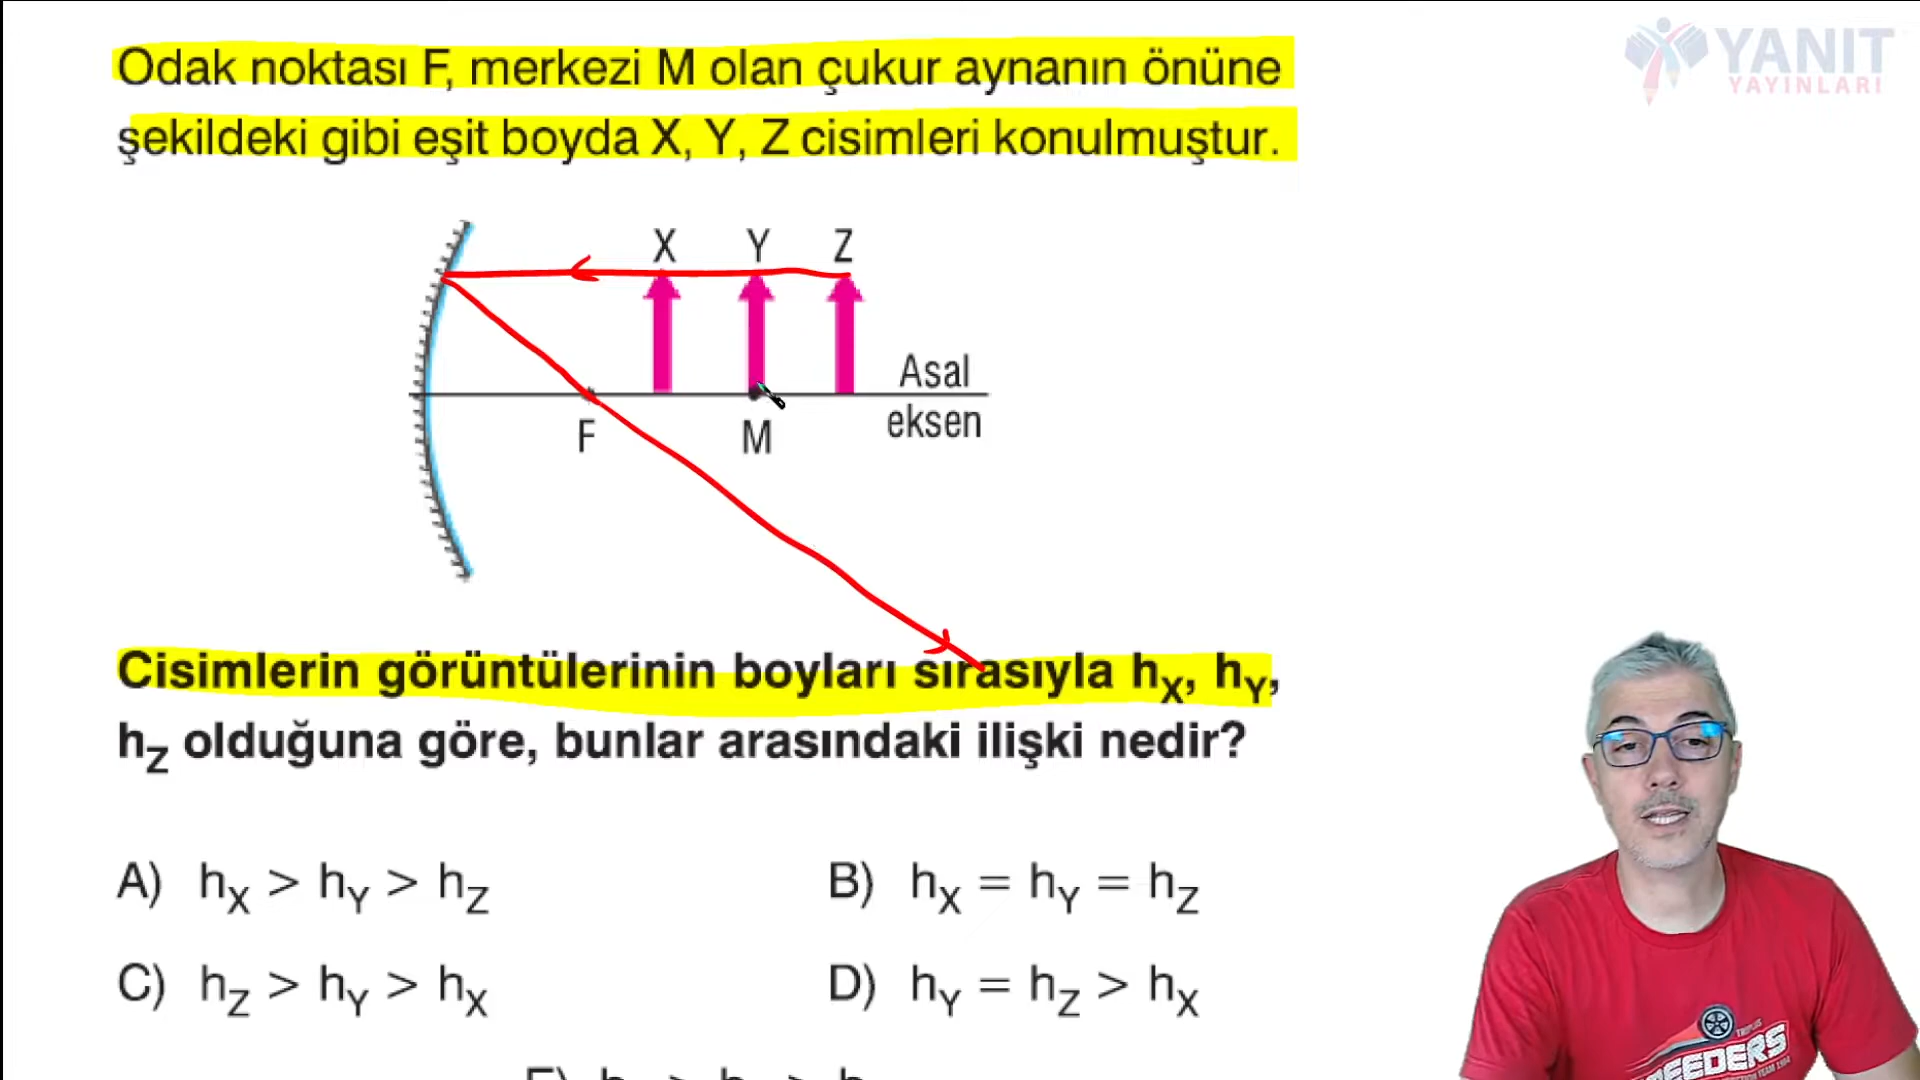 YANIT
YAYINLARI
Odak noktası F, merkezi M olan çukur aynanın önüne
şekildeki gibi eşit boyda X, Y, Z cisimleri konulmuştur.
X Y Z
Asal
eksen
F M
Cisimlerin görüntülerinin boyları sırasıyla hX, hY,
hZ olduğuna göre, bunlar arasındaki ilişki nedir?
A) hX > hY > hZ
B) hX = hY = hZ
C) hZ > hY > hX
D) hY = hZ > hX